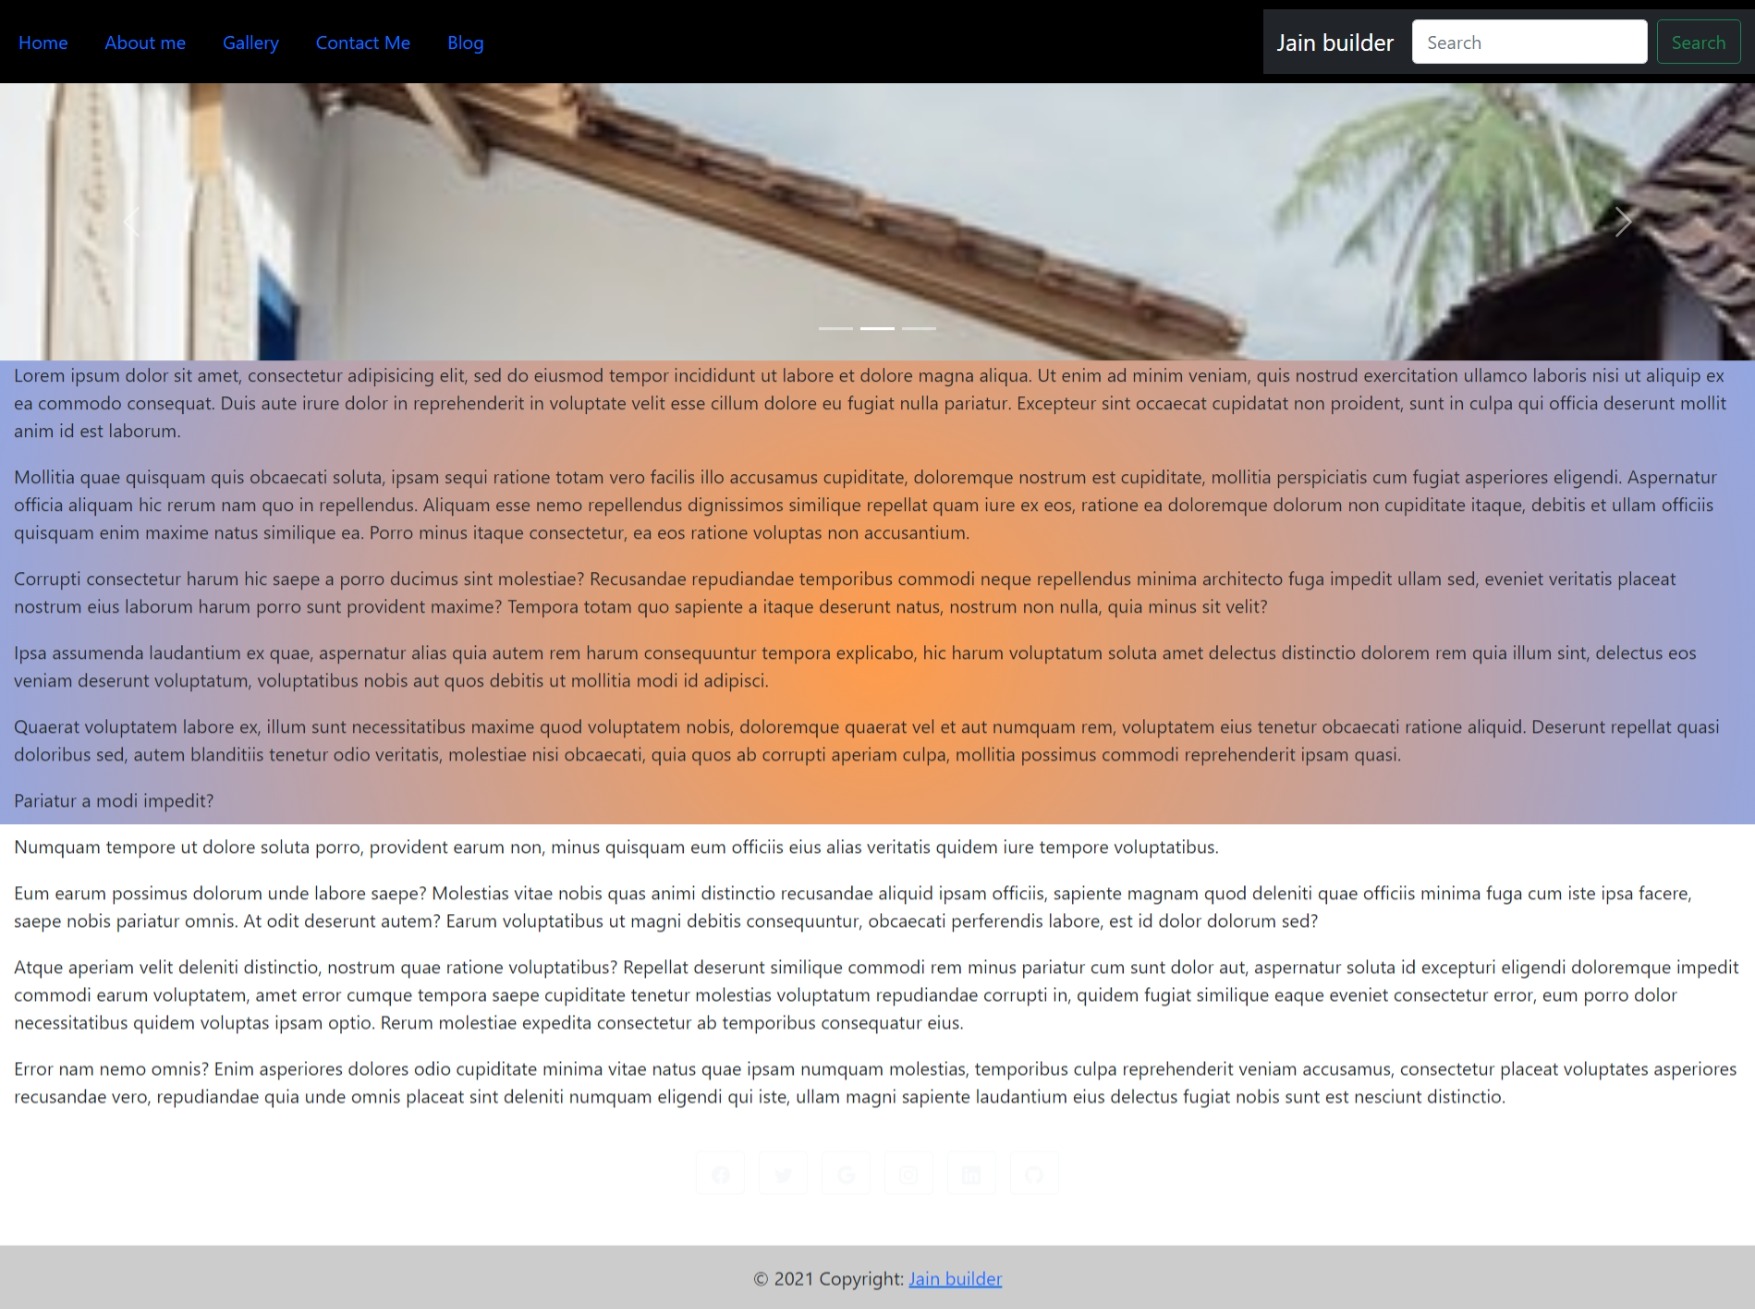 Home About me Gallery Contact Me Blog Jain builder Search Search
Lorem ipsum dolor sit amet, consectetur adipisicing elit, sed do eiusmod tempor incididunt ut labore et dolore magna aliqua. Ut enim ad minim veniam, quis nostrud exercitation ullamco laboris nisi ut aliquip ex
ea commodo consequat. Duis aute irure dolor in reprehenderit in voluptate velit esse cillum dolore eu fugiat nulla pariatur. Excepteur sint occaecat cupidatat non proident, sunt in culpa qui officia deserunt mollit
anim id est laborum.
Mollitia quae quisquam quis obcaecati soluta, ipsam sequi ratione totam vero facilis illo accusamus cupiditate, doloremque nostrum est cupiditate, mollitia perspiciatis cum fugiat asperiores eligendi. Aspernatur
officia aliquam hic rerum nam quo in repellendus. Aliquam esse nemo repellendus dignissimos similique repellat quam iure ex eos, ratione ea doloremque dolorum non cupiditate itaque, debitis et ullam officiis
quisquam enim maxime natus similique ea. Porro minus itaque consectetur, ea eos ratione voluptas non accusantium.
Corrupti consectetur harum hic saepe a porro ducimus sint molestiae? Recusandae repudiandae temporibus commodi neque repellendus minima architecto fuga impedit ullam sed, eveniet veritatis placeat
nostrum eius laborum harum porro sunt provident maxime? Tempora totam quo sapiente a itaque deserunt natus, nostrum non nulla, quia minus sit velit?
Ipsa assumenda laudantium ex quae, aspernatur alias quia autem rem harum consequuntur tempora explicabo, hic harum voluptatum soluta amet delectus distinctio dolorem rem quia illum sint, delectus eos
veniam deserunt voluptatum, voluptatibus nobis aut quos debitis ut mollitia modi id adipisci.
Quaerat voluptatem labore ex, illum sunt necessitatibus maxime quod voluptatem nobis, doloremque quaerat vel et aut numquam rem, voluptatem eius tenetur obcaecati ratione aliquid. Deserunt repellat quasi
doloribus sed, autem blanditiis tenetur odio veritatis, molestiae nisi obcaecati, quia quos ab corrupti aperiam culpa, mollitia possimus commodi reprehenderit ipsam quasi.
Pariatur a modi impedit?
Numquam tempore ut dolore soluta porro, provident earum non, minus quisquam eum officiis eius alias veritatis quidem iure tempore voluptatibus.
Eum earum possimus dolorum unde labore saepe? Molestias vitae nobis quas animi distinctio recusandae aliquid ipsam officiis, sapiente magnam quod deleniti quae officiis minima fuga cum iste ipsa facere,
saepe nobis pariatur omnis. At odit deserunt autem? Earum voluptatibus ut magni debitis consequuntur, obcaecati perferendis labore, est id dolor dolorum sed?
Atque aperiam velit deleniti distinctio, nostrum quae ratione voluptatibus? Repellat deserunt similique commodi rem minus pariatur cum sunt dolor aut, aspernatur soluta id excepturi eligendi doloremque impedit
commodi earum voluptatem, amet error cumque tempora saepe cupiditate tenetur molestias voluptatum repudiandae corrupti in, quidem fugiat similique eaque eveniet consectetur error, eum porro dolor
necessitatibus quidem voluptas ipsam optio. Rerum molestiae expedita consectetur ab temporibus consequatur eius.
Error nam nemo omnis? Enim asperiores dolores odio cupiditate minima vitae natus quae ipsam numquam molestias, temporibus culpa reprehenderit veniam accusamus, consectetur placeat voluptates asperiores
recusandae vero, repudiandae quia unde omnis placeat sint deleniti numquam eligendi qui iste, ullam magni sapiente laudantium eius delectus fugiat nobis sunt est nesciunt distinctio.
© 2021 Copyright: Jain builder